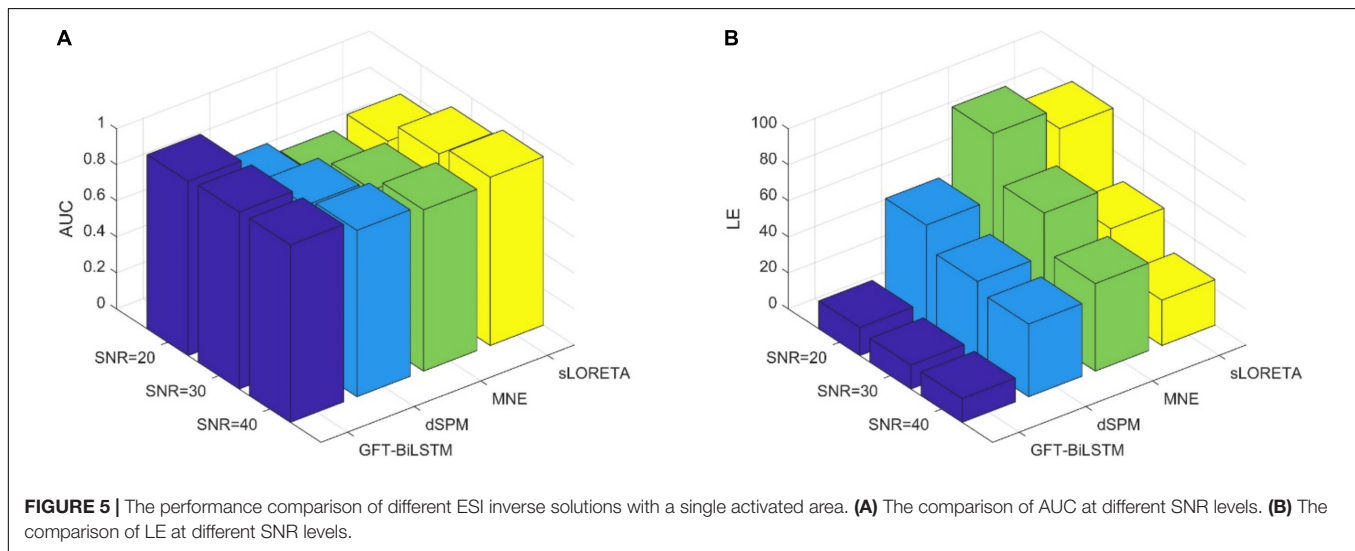 A
1
0.8
0.6
0.4
0.2
0
AUC
SNR=20
SNR=30
SNR=40
GFT-BiLSTM
dSPM
MNE
sLORETA
B
100
80
60
40
20
0
LE
SNR=20
SNR=30
SNR=40
GFT-BiLSTM
dSPM
MNE
sLORETA
FIGURE 5 | The performance comparison of different ESI inverse solutions with a single activated area. (A) The comparison of AUC at different SNR levels. (B) The
comparison of LE at different SNR levels.